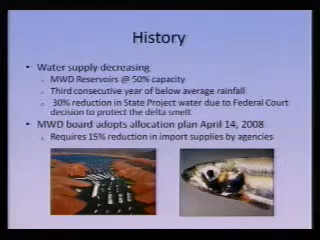 History
• Water supply decreasing
o MWD Reservoirs @ 50% capacity
o Third consecutive year of below average rainfall
o 30% reduction in State Project water due to Federal Court
decision to protect the delta smelt
• MWD board adopts allocation plan April 14, 2008
o Requires 15% reduction in import supplies by agencies